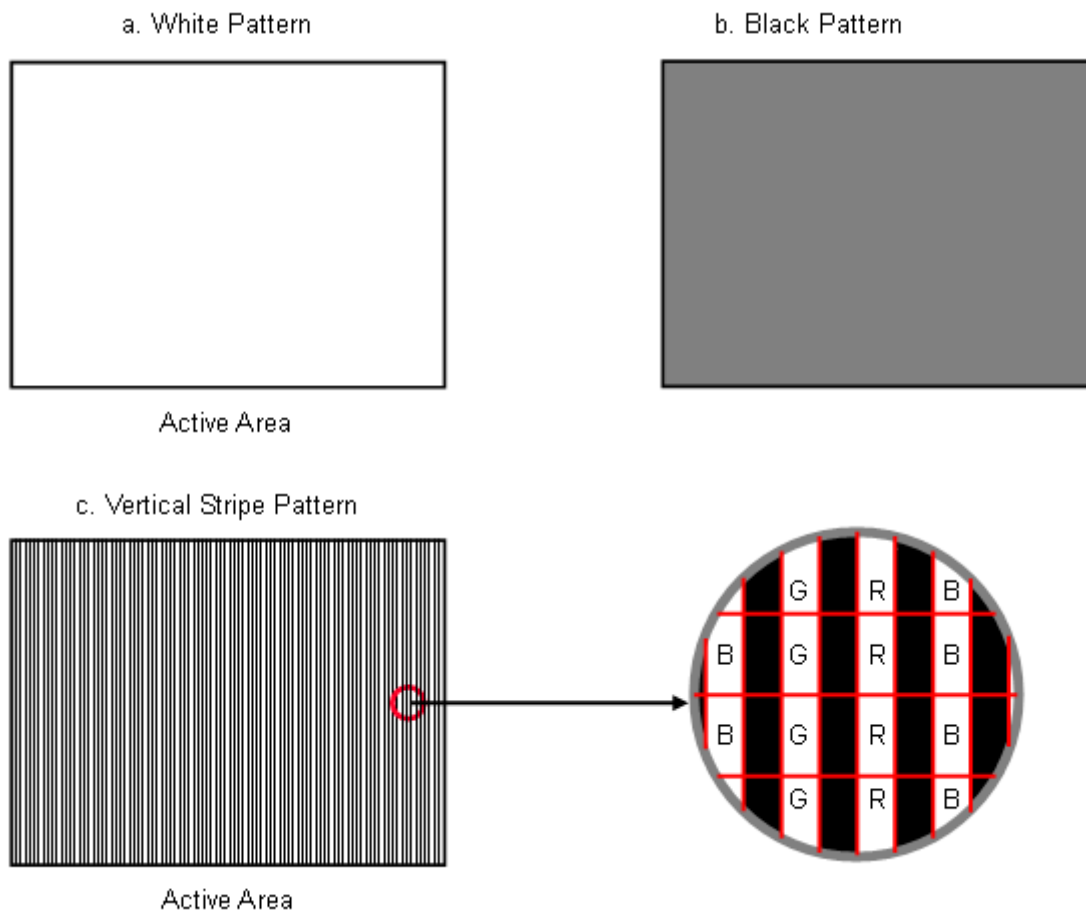 a. White Pattern
b. Black Pattern
Active Area
c. Vertical Stripe Pattern
G R B
B G R B
B G R B
G R B
Active Area